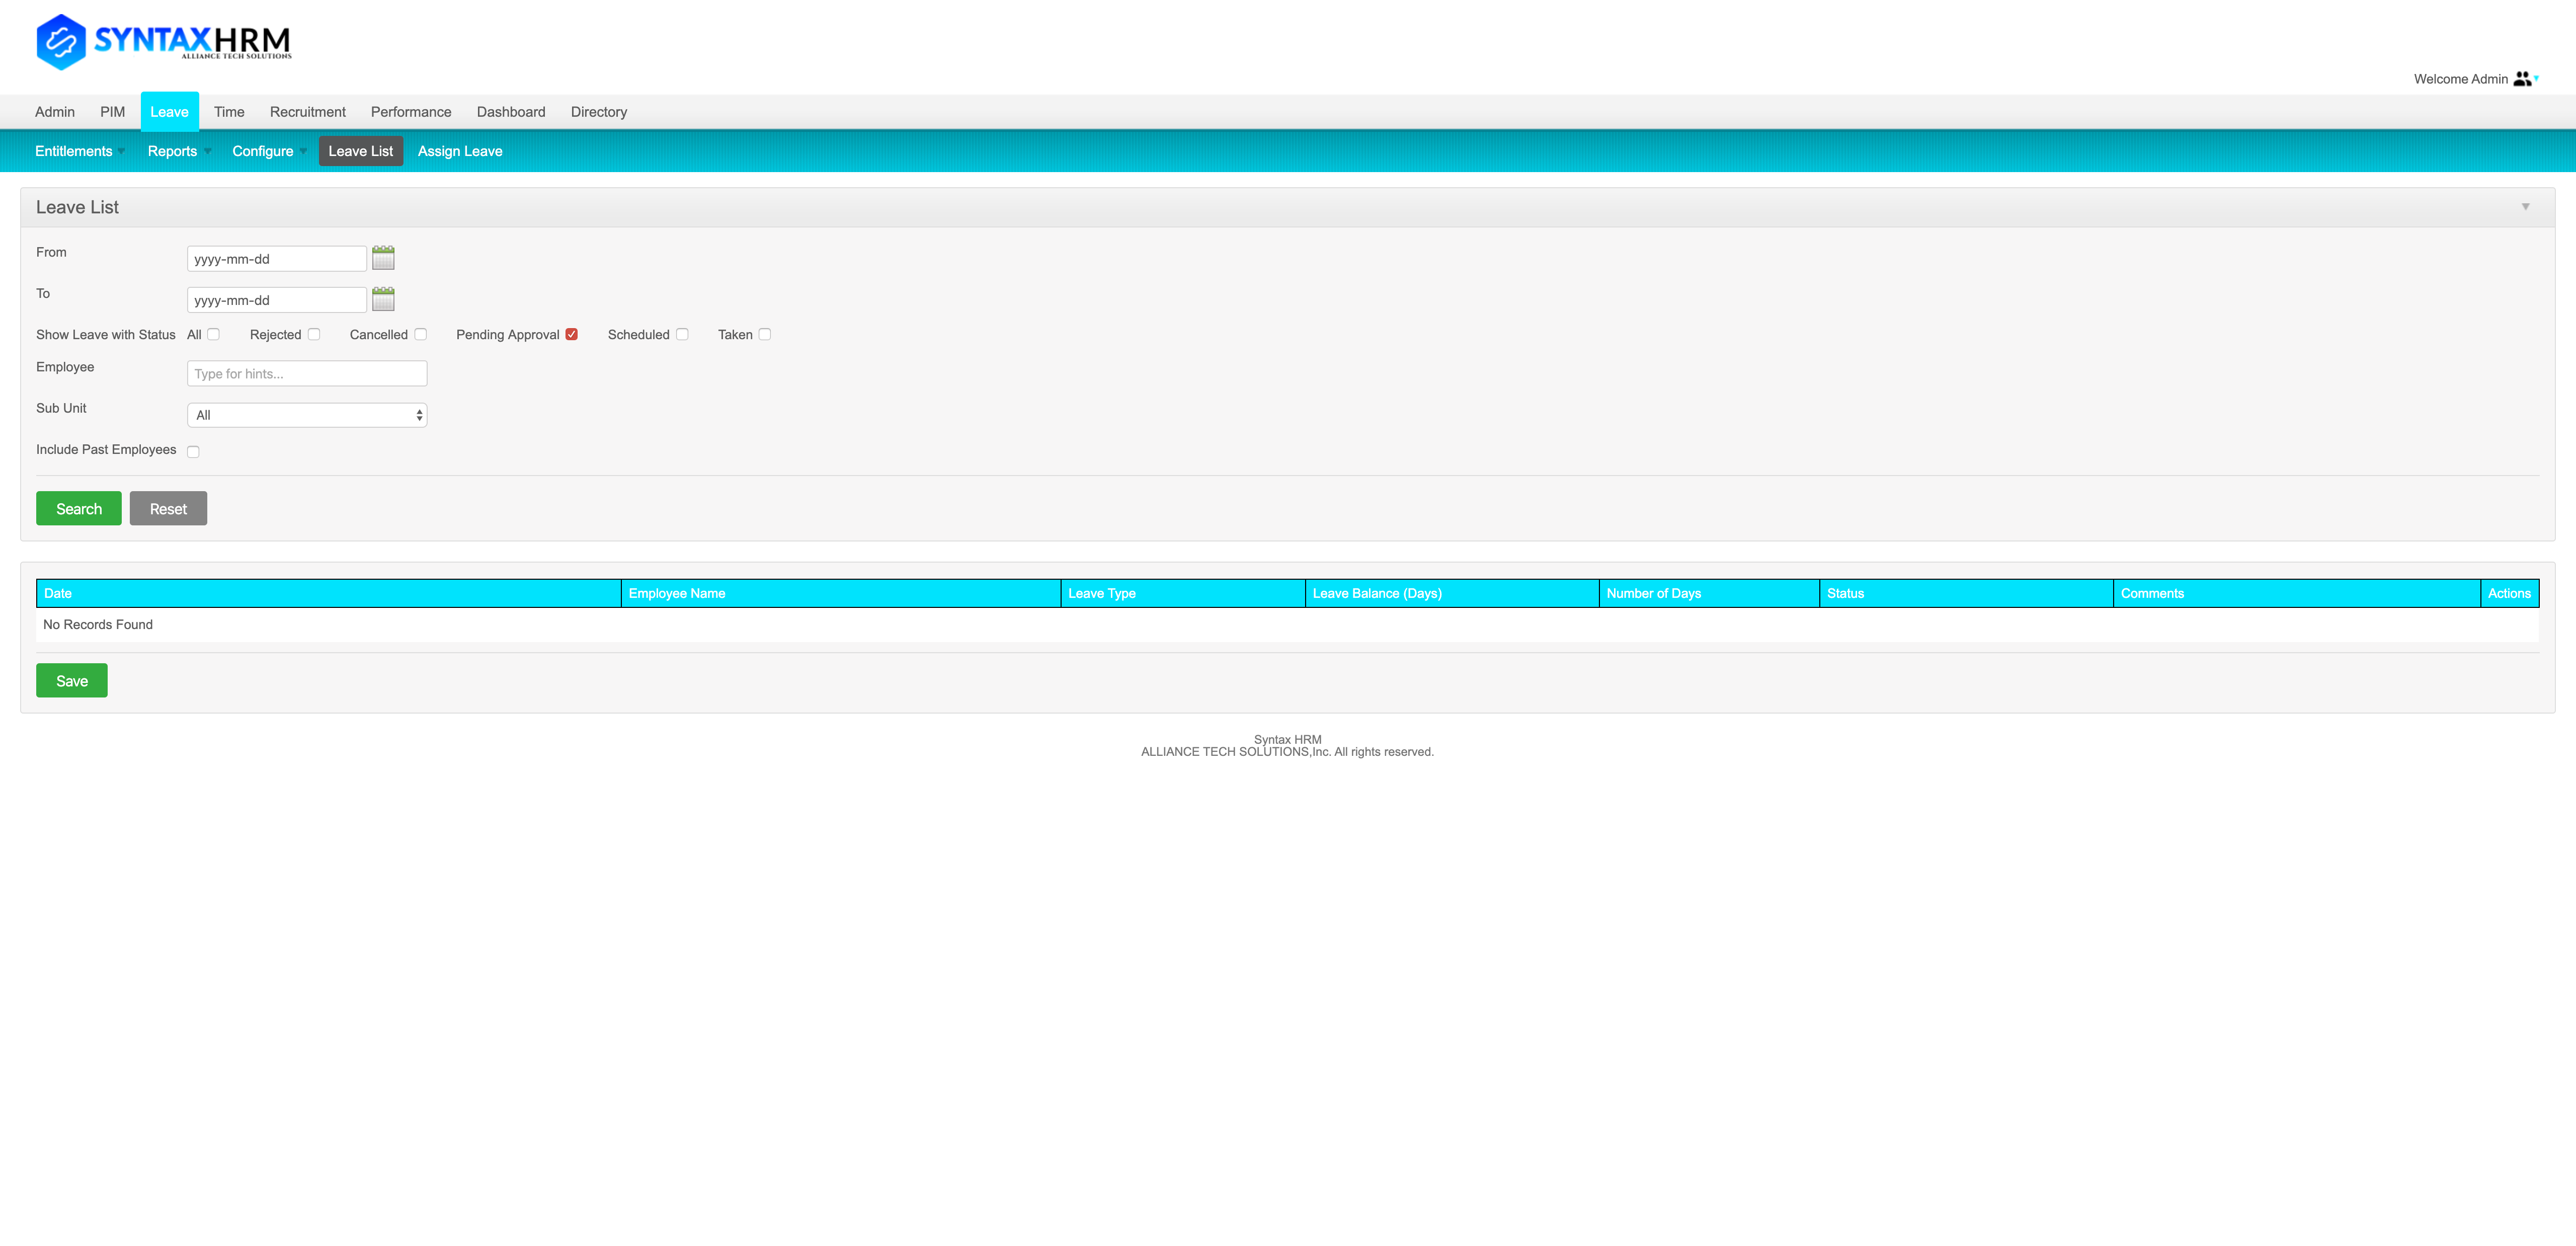 SYNTAXHRM
ALLIANCE TECH SOLUTIONS
Welcome Admin
Admin PIM Leave Time Recruitment Performance Dashboard Directory
Entitlements Reports Configure Leave List Assign Leave
Leave List
From yyyy-mm-dd
To yyyy-mm-dd
Show Leave with Status All Rejected Cancelled Pending Approval Scheduled Taken
Employee Type for hints...
Sub Unit All
Include Past Employees
Search Reset
Date Employee Name Leave Type Leave Balance (Days) Number of Days Status Comments Actions
No Records Found
Save
Syntax HRM
ALLIANCE TECH SOLUTIONS,Inc. All rights reserved.